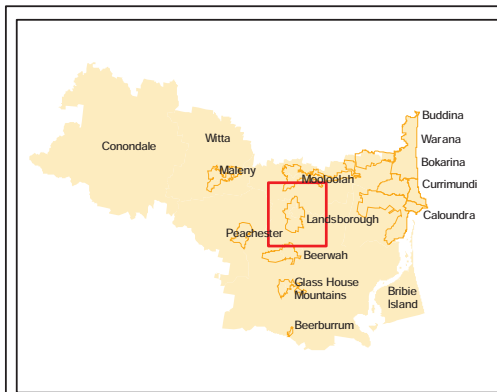 Buddina
Witta
Warana
Conondale
Bokarina
Maleny
Mooloolah
Currimundi
Landsborough
Caloundra
Peachester
Beerwah
Glass House
Mountains
Bribie
Island
Beerburrum